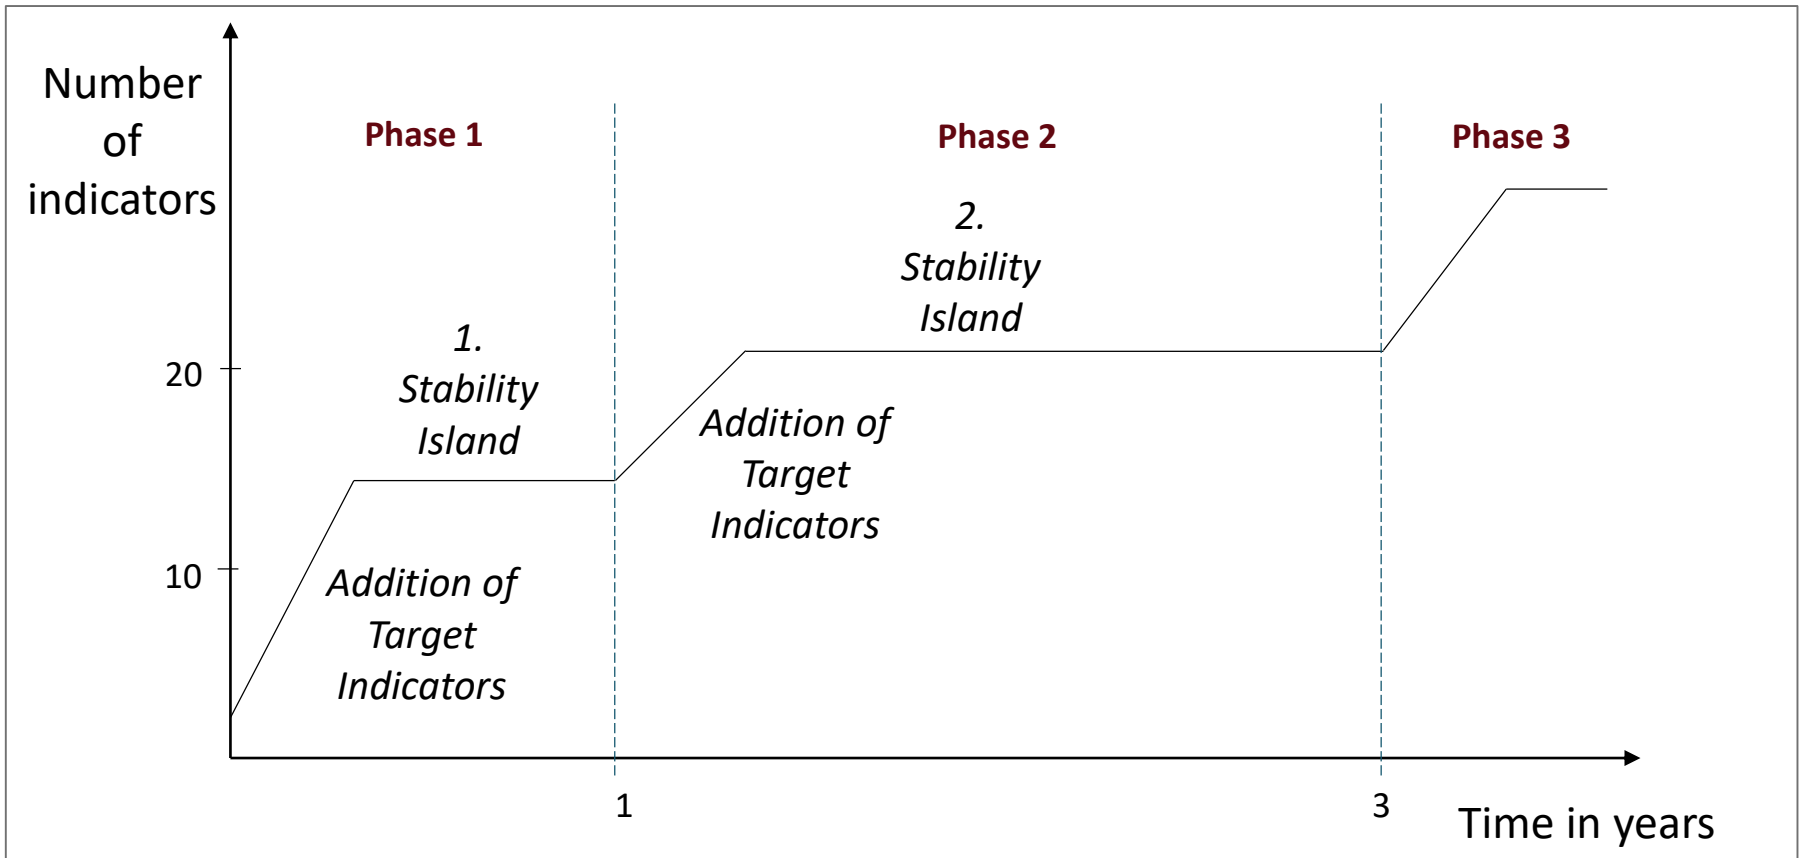 Number
of
indicators
Phase 1
Phase 2
Phase 3
2.
Stability
Island
1.
Stability
Island
20
Addition of
Target
Indicators
10
Addition of
Target
Indicators
1
3
Time in years